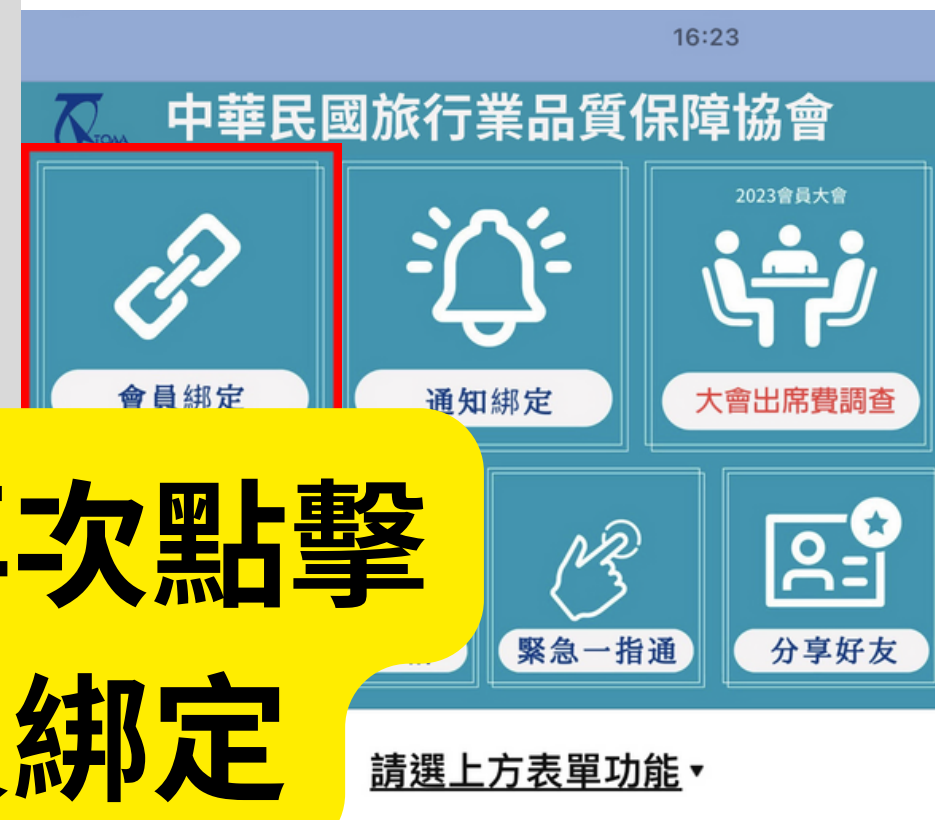 16:23
中華民國旅行業品質保障協會
2023會員大會
會員綁定
通知綁定
大會出席費調查
次點擊
緊急一指通
分享好友
綁定
請選上方表單功能▼